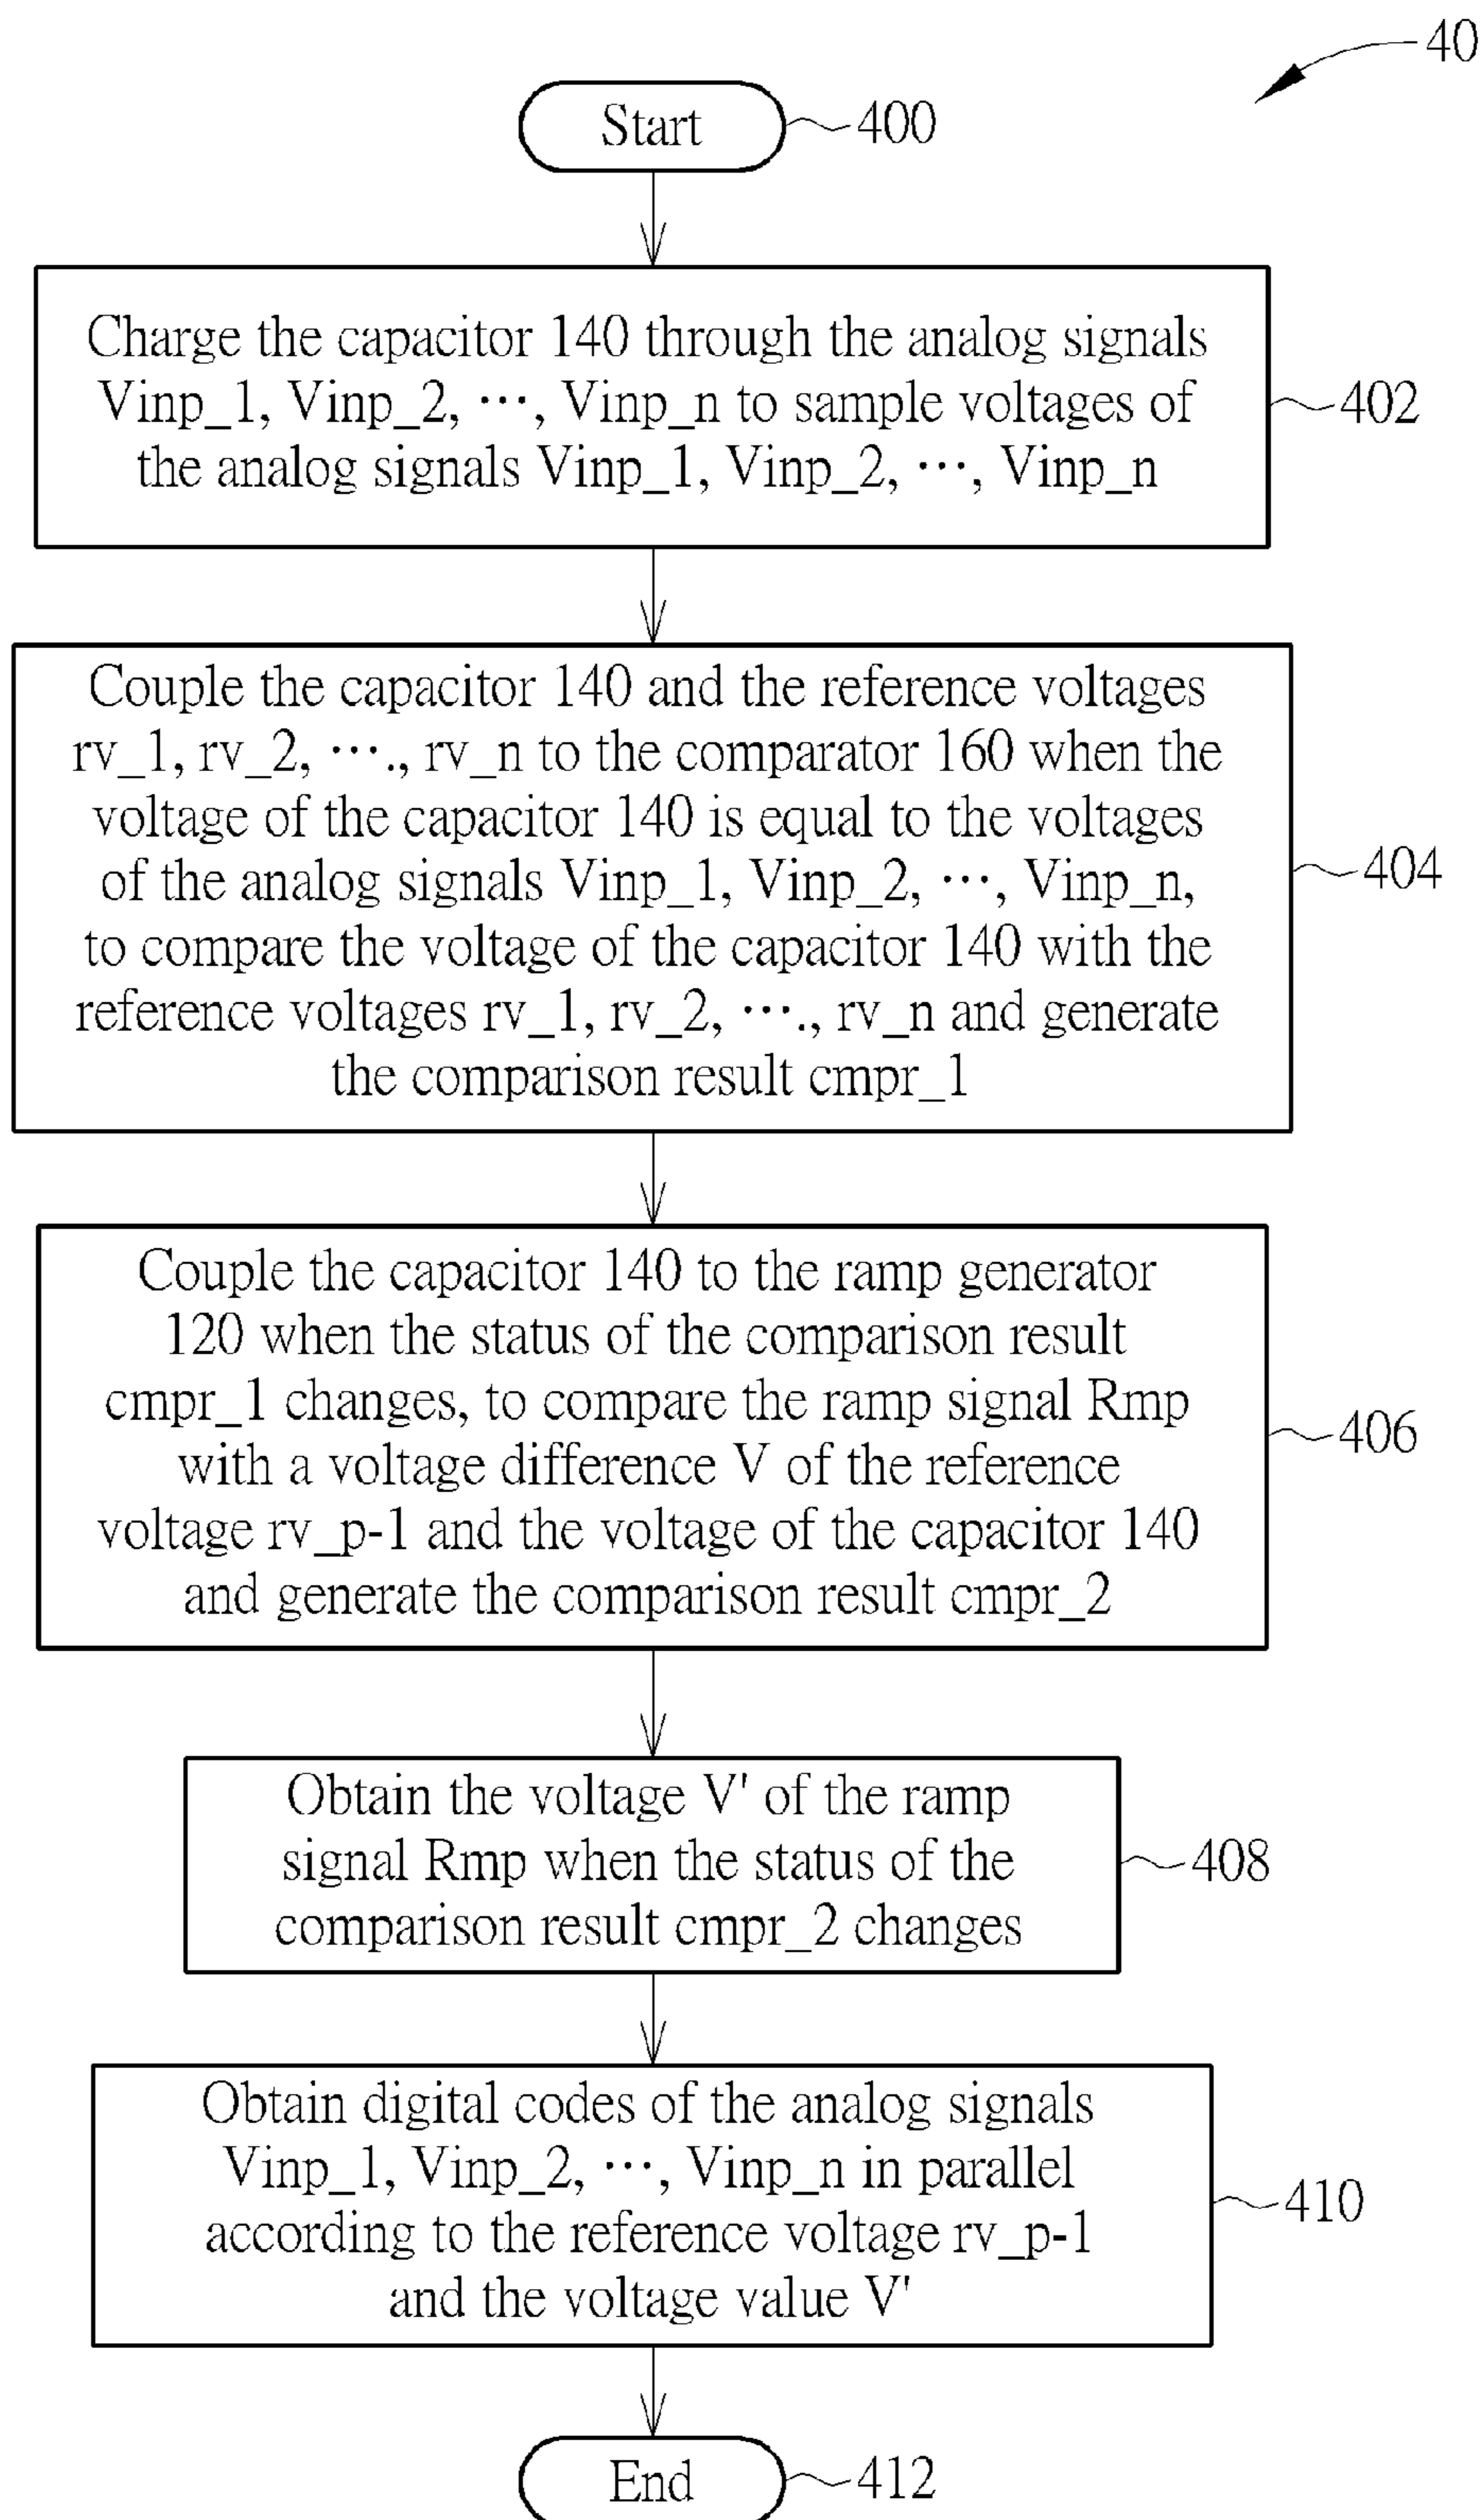 40
Start
400
Charge the capacitor 140 through the analog signals
Vinp_1, Vinp_2, ⋯, Vinp_n to sample voltages of
the analog signals Vinp_1, Vinp_2, ⋯, Vinp_n
402
Couple the capacitor 140 and the reference voltages
rv_1, rv_2, ⋯., rv_n to the comparator 160 when the
voltage of the capacitor 140 is equal to the voltages
of the analog signals Vinp_1, Vinp_2, ⋯, Vinp_n,
to compare the voltage of the capacitor 140 with the
reference voltages rv_1, rv_2, ⋯., rv_n and generate
the comparison result cmpr_1
404
Couple the capacitor 140 to the ramp generator
120 when the status of the comparison result
cmpr_1 changes, to compare the ramp signal Rmp
with a voltage difference V of the reference
voltage rv_p-1 and the voltage of the capacitor 140
and generate the comparison result cmpr_2
406
Obtain the voltage V' of the ramp
signal Rmp when the status of the
comparison result cmpr_2 changes
408
Obtain digital codes of the analog signals
Vinp_1, Vinp_2, ⋯, Vinp_n in parallel
according to the reference voltage rv_p-1
and the voltage value V'
410
End
412